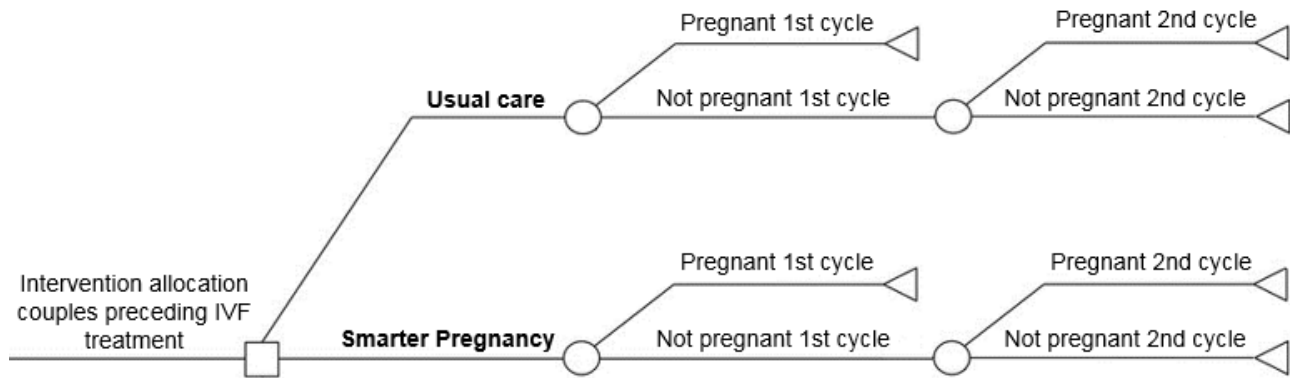 Pregnant 1st cycle
Pregnant 2nd cycle
Usual care
Not pregnant 1st cycle
Not pregnant 2nd cycle
Intervention allocation
couples preceding IVF
treatment
Pregnant 1st cycle
Pregnant 2nd cycle
Smarter Pregnancy
Not pregnant 1st cycle
Not pregnant 2nd cycle